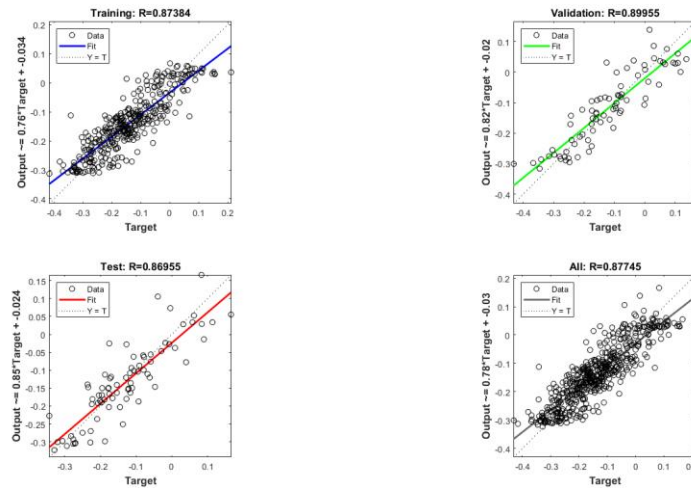 Training: R=0.87384
Output ~= 0.76*Target + -0.034
0.2
0.1
0
-0.1
-0.2
-0.3
-0.4
Data
Fit
Y = T
-0.4 -0.3 -0.2 -0.1 0 0.1 0.2
Target
Validation: R=0.89955
Output ~= 0.82*Target + -0.02
0.1
0
-0.1
-0.2
-0.3
-0.4
Data
Fit
Y = T
-0.4 -0.3 -0.2 -0.1 0 0.1
Target
Test: R=0.86955
Output ~= 0.85*Target + -0.024
0.15
0.1
0.05
0
-0.05
-0.1
-0.15
-0.2
-0.25
-0.3
Data
Fit
Y = T
-0.3 -0.2 -0.1 0 0.1
Target
All: R=0.87745
Output ~= 0.78*Target + -0.03
0.2
0.1
0
-0.1
-0.2
-0.3
-0.4
Data
Fit
Y = T
-0.4 -0.3 -0.2 -0.1 0 0.1
Target